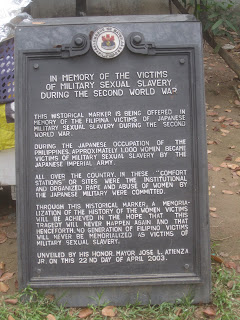 IN MEMORY OF THE VICTIMS
OF MILITARY SEXUAL SLAVERY
DURING THE SECOND WORLD WAR
THIS HISTORICAL MARKER IS BEING OFFERED IN
MEMORY OF THE FILIPINA VICTIMS OF JAPANESE
MILITARY SEXUAL SLAVERY DURING THE SECOND
WORLD WAR.
DURING THE JAPANESE OCCUPATION OF THE
PHILIPPINES, APPROXIMATELY 1,000 WOMEN BECAME
VICTIMS OF MILITARY SEXUAL SLAVERY BY THE
JAPANESE IMPERIAL ARMY.
ALL OVER THE COUNTRY, IN THESE "COMFORT
STATIONS" OR SITES WERE THE INSTITUTIONAL
AND ORGANIZED RAPE AND ABUSE OF WOMEN BY
THE JAPANESE MILITARY WERE COMMITTED.
THROUGH THIS HISTORICAL MARKER, A MEMORIA-
LIZATION OF THE HISTORY OF THE WOMEN VICTIMS
WILL BE ACHIEVED IN THE HOPE THAT THIS
TRAGEDY WILL NEVER HAPPEN AGAIN AND THAT
HENCEFORTH, NO GENERATION OF FILIPINO VICTIMS
WILL NEVER BE MEMORIALIZED AS VICTIMS OF
MILITARY SEXUAL SLAVERY.
UNVEILED BY HIS HONOR MAYOR JOSE L. ATIENZA
JR. ON THIS 22 ND DAY OF APRIL 2003.